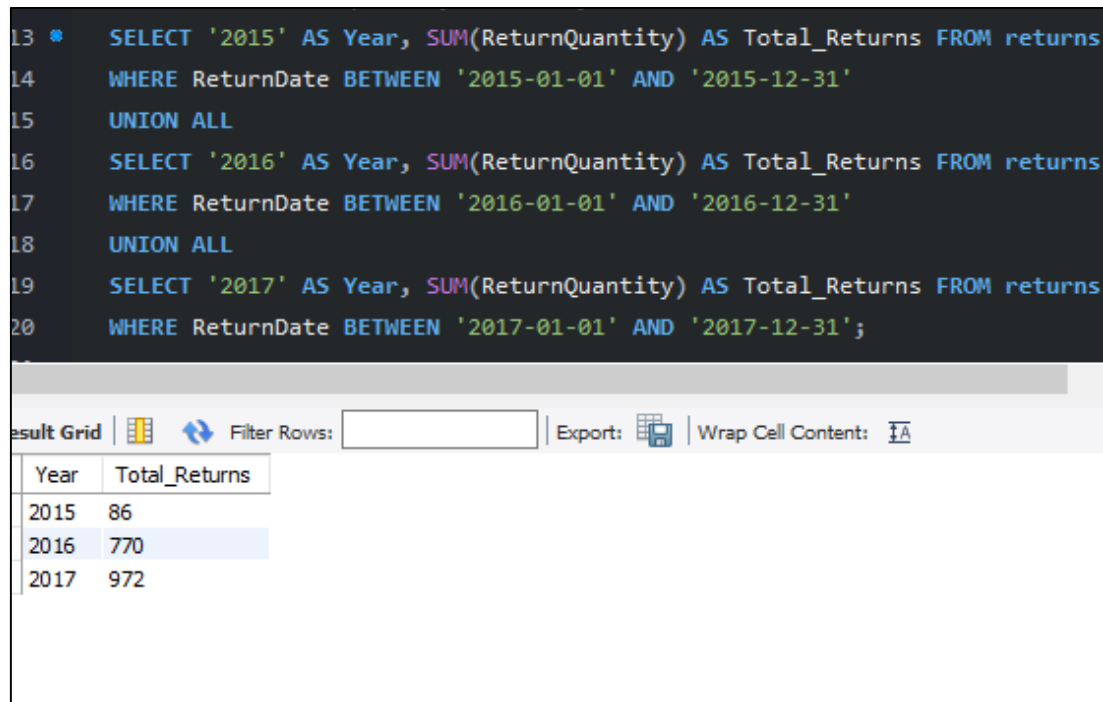 13 SELECT '2015' AS Year, SUM(ReturnQuantity) AS Total_Returns FROM returns
14 WHERE ReturnDate BETWEEN '2015-01-01' AND '2015-12-31'
15 UNION ALL
16 SELECT '2016' AS Year, SUM(ReturnQuantity) AS Total_Returns FROM returns
17 WHERE ReturnDate BETWEEN '2016-01-01' AND '2016-12-31'
18 UNION ALL
19 SELECT '2017' AS Year, SUM(ReturnQuantity) AS Total_Returns FROM returns
20 WHERE ReturnDate BETWEEN '2017-01-01' AND '2017-12-31';
esult Grid Filter Rows: Export: Wrap Cell Content: IA
Year Total_Returns
2015 86
2016 770
2017 972